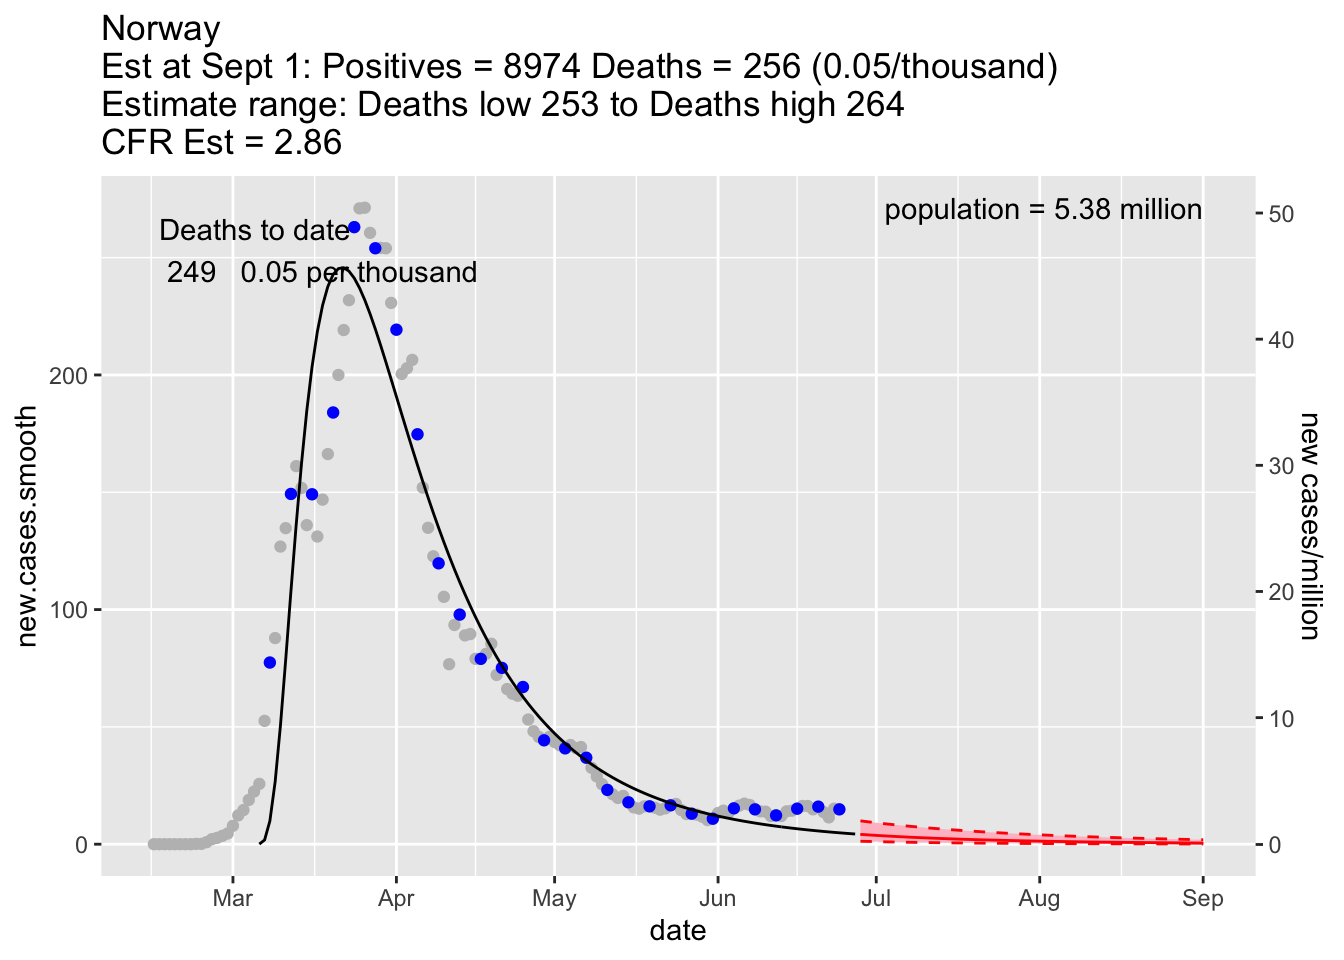 Norway
Est at Sept 1: Positives = 8974 Deaths = 256 (0.05/thousand)
Estimate range: Deaths low 253 to Deaths high 264
CFR Est = 2.86
Deaths to date
249 0.05 per thousand
population = 5.38 million
new.cases.smooth
200
100
0
50
40
30
20
10
0
new cases/million
Mar Apr May Jun Jul Aug Sep
date